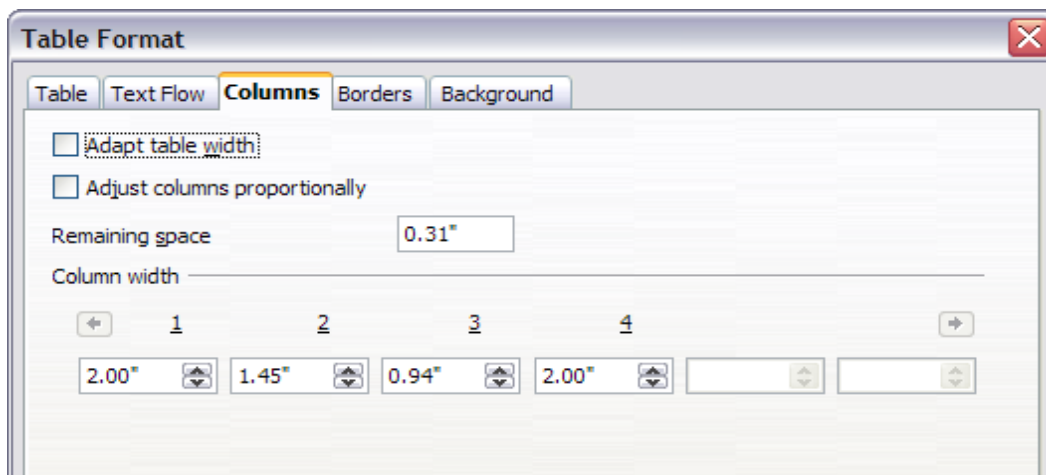 Table Format
Table Text Flow Columns Borders Background
Adapt table width
Adjust columns proportionally
Remaining space 0.31"
Column width
1 2 3 4
2.00" 1.45" 0.94" 2.00"